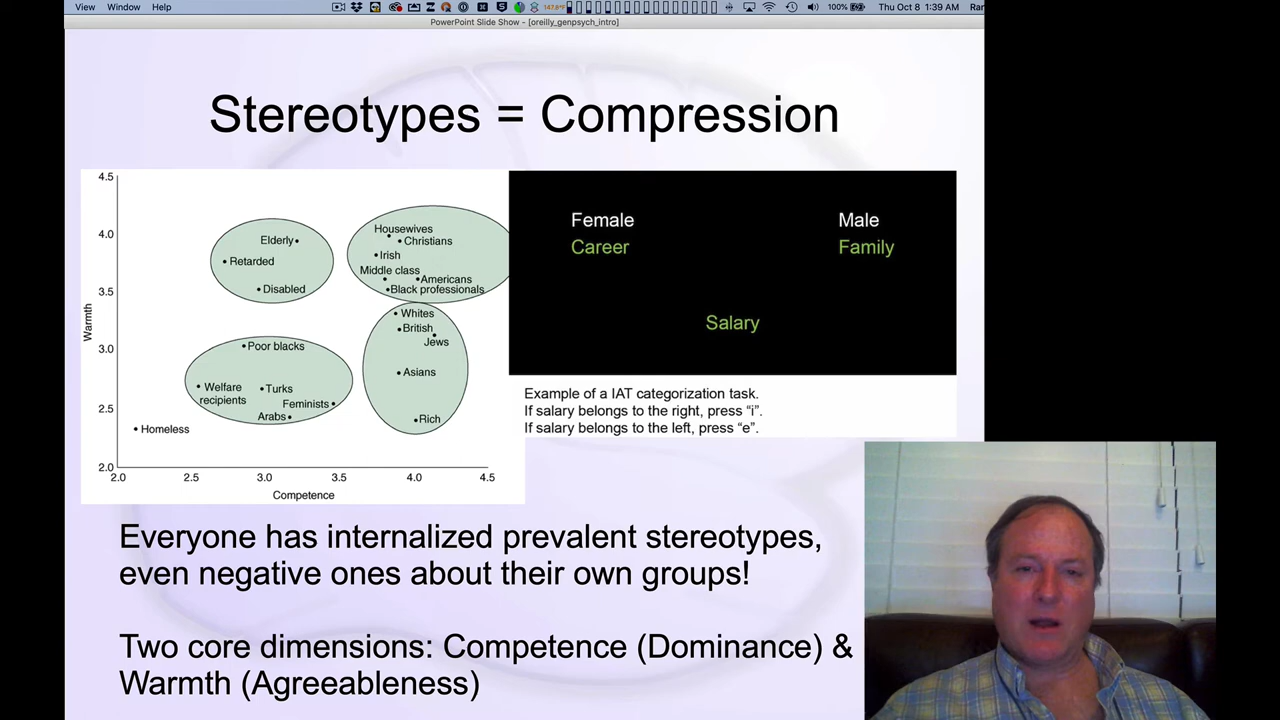 View Window Help
147.8°F
100%
Thu Oct 8 1:39 AM
Ran
PowerPoint Slide Show - [oreilly_genpsych_intro]
Stereotypes = Compression
4.5
4.0
3.5
3.0
2.5
2.0
Warmth
Elderly
Retarded
Disabled
Housewives
Christians
Irish
Middle class
Americans
Black professionals
Whites
British
Jews
Asians
Rich
Poor blacks
Welfare
recipients
Turks
Feminists
Arabs
Homeless
2.0 2.5 3.0 3.5 4.0 4.5
Competence
Female Male
Career Family
Salary
Example of a IAT categorization task.
If salary belongs to the right, press “i”.
If salary belongs to the left, press “e”.
Everyone has internalized prevalent stereotypes,
even negative ones about their own groups!
Two core dimensions: Competence (Dominance) &
Warmth (Agreeableness)